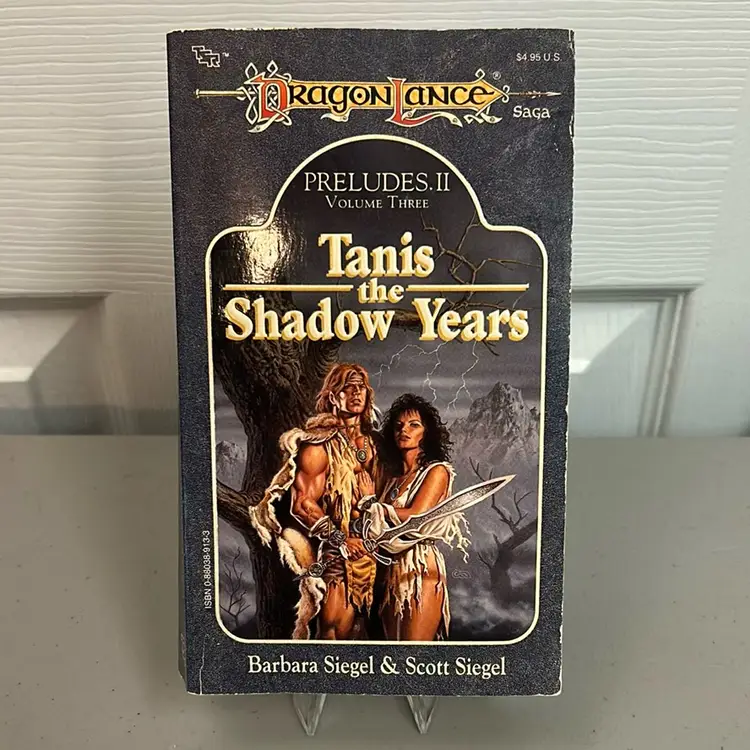 TSR™
$4.95 U.S.
DRAGONLANCE®
SAGA
PRELUDES.II
VOLUME THREE
Tanis
the
Shadow Years
ISBN 0-88038-913-3
Barbara Siegel & Scott Siegel